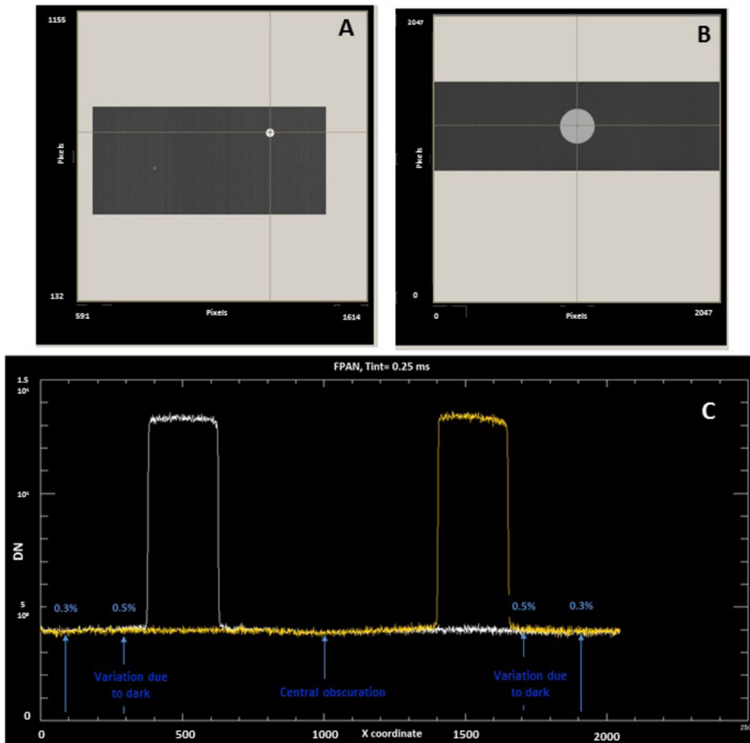 1155
A
Pixels
132
591
Pixels
1614
2047
B
Pixels
0
0
Pixels
2047
FPAN, Tint= 0.25 ms
1.5
C
DN
0.3%
0.5%
0.5%
0.3%
Variation due
to dark
Central obscuration
Variation due
to dark
0
0
500
1000
X coordinate
1500
2000